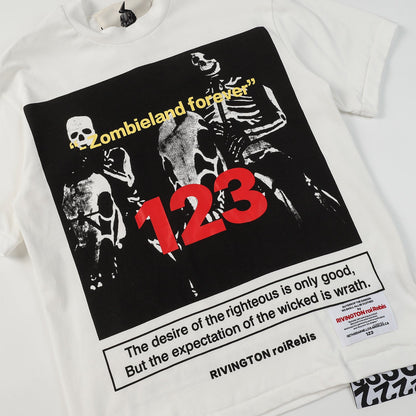 “ Zombieland forever”
123
The desire of the righteous is only good,
But the expectation of the wicked is wrath.
RIVINGTON roiRebis
RIVINGTON roiRebis
123